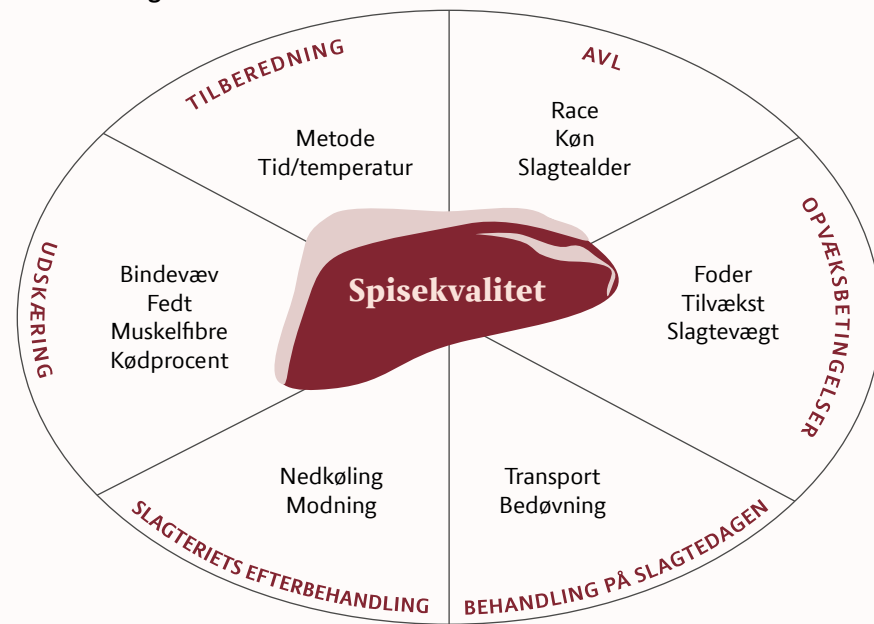 TILBEREDNING
Metode
Tid/temperatur
AVL
Race
Køn
Slagtealder
OPVÆKSBETINGELSER
Foder
Tilvækst
Slagtevægt
BEHANDLING PÅ SLAGTEDAGEN
Transport
Bedøvning
SLAGTERIETS EFTERBEHANDLING
Nedkøling
Modning
UDSKÆRING
Bindevæv
Fedt
Muskelfibre
Kødprocent
Spisekvalitet